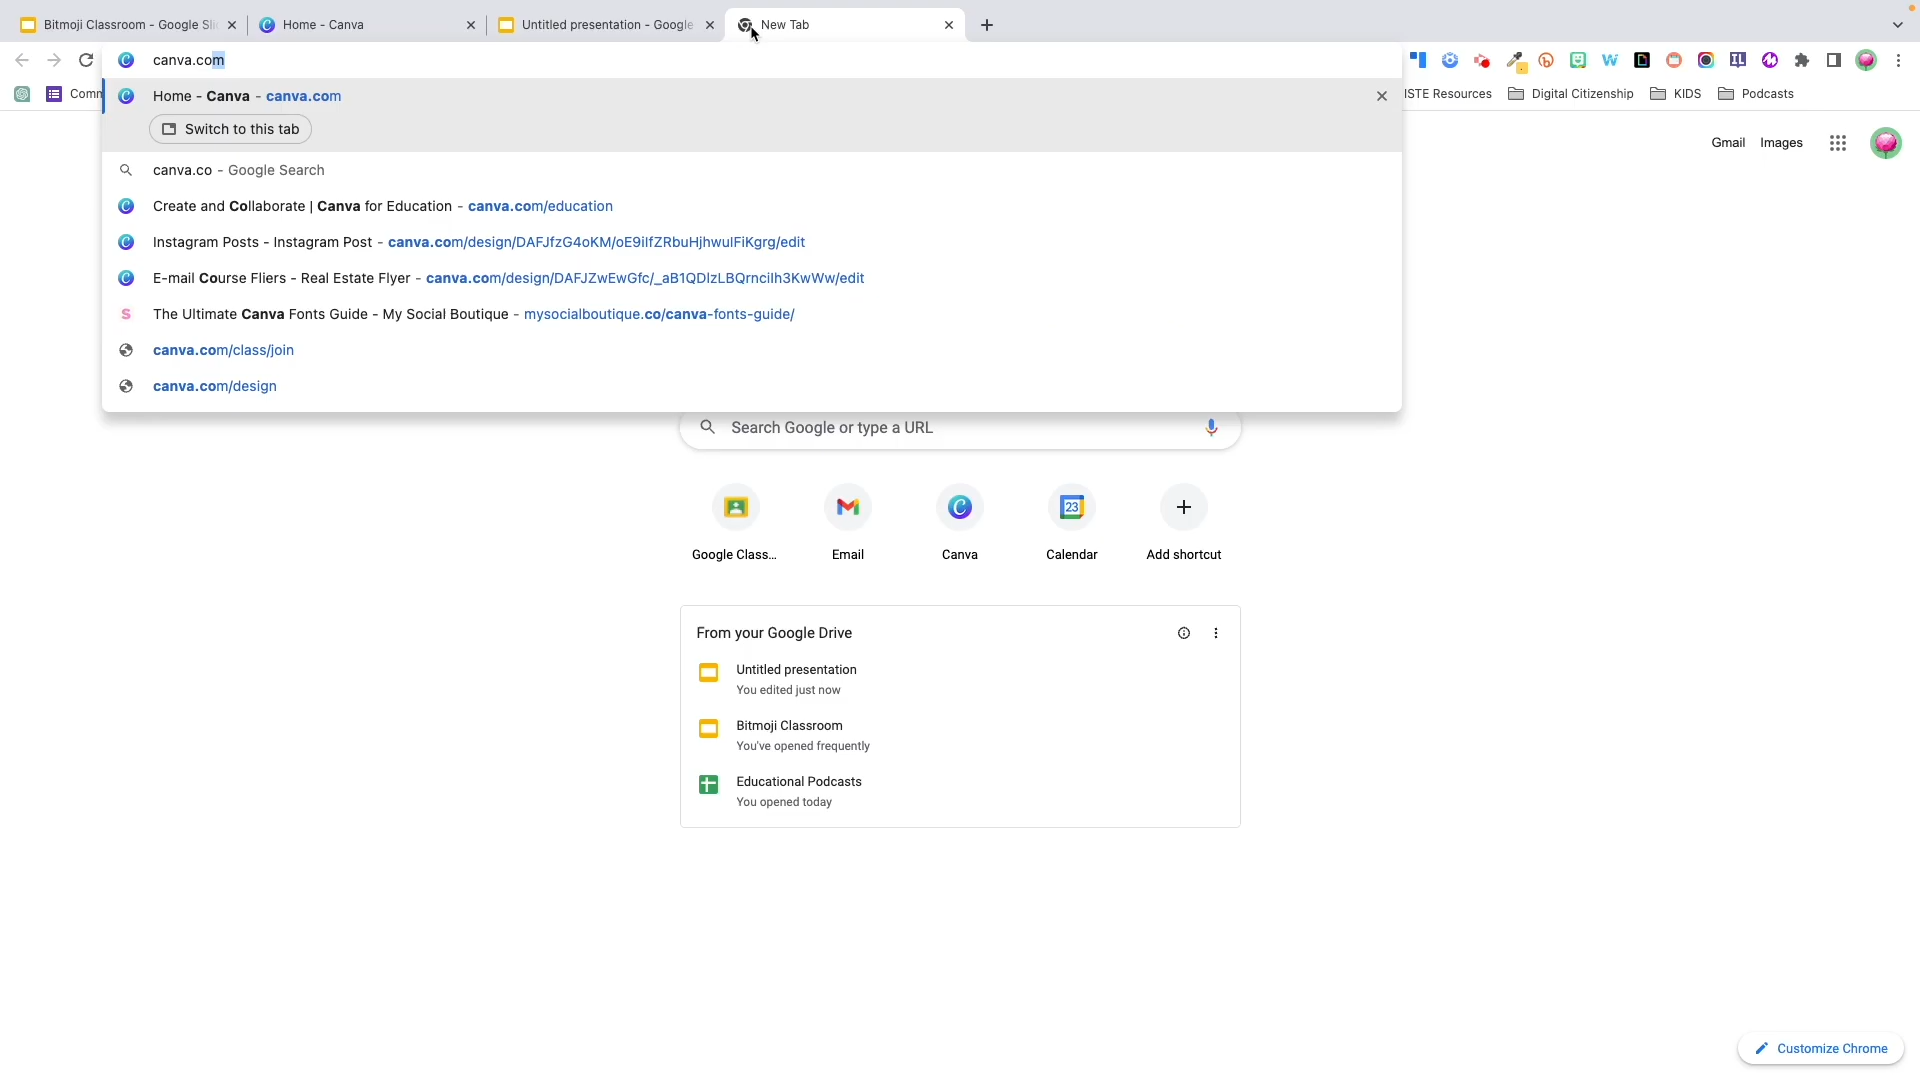 Bitmoji Classroom - Google Sli
Home - Canva
Untitled presentation - Google
New Tab
canva.com
Comm
ISTE Resources
Digital Citizenship
KIDS
Podcasts
Home - Canva - canva.com
Switch to this tab
canva.co - Google Search
Create and Collaborate | Canva for Education - canva.com/education
Instagram Posts - Instagram Post - canva.com/design/DAFJfzG4oKM/oE9iIfZRbuHjhwulFiKgrg/edit
E-mail Course Fliers - Real Estate Flyer - canva.com/design/DAFJZwEwGfc/_aB1QDlzLBQrnciIh3KwWw/edit
The Ultimate Canva Fonts Guide - My Social Boutique - mysocialboutique.co/canva-fonts-guide/
canva.com/class/join
canva.com/design
Gmail
Images
Search Google or type a URL
23
Google Class...
Email
Canva
Calendar
Add shortcut
From your Google Drive
Untitled presentation
You edited just now
Bitmoji Classroom
You've opened frequently
Educational Podcasts
You opened today
Customize Chrome